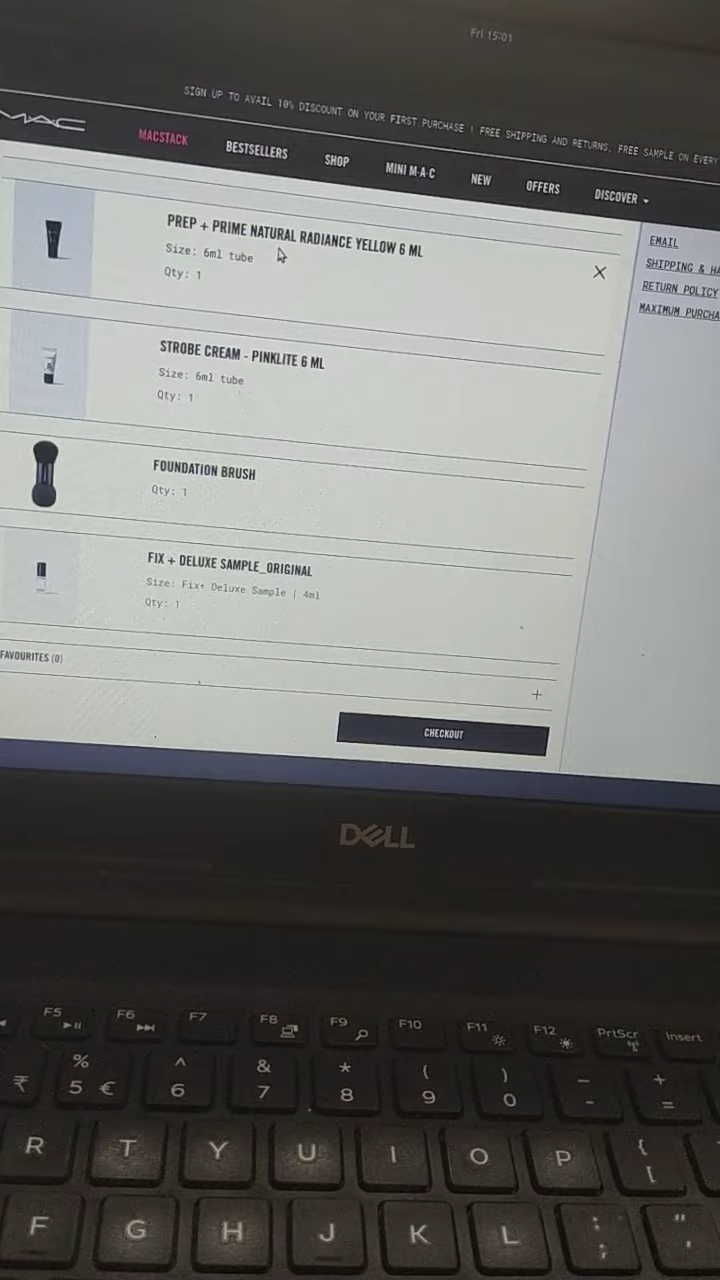 Fri 15:01
SIGN UP TO AVAIL 10% DISCOUNT ON YOUR FIRST PURCHASE | FREE SHIPPING AND RETURNS. FREE SAMPLE ON EVERY
MAC
MACSTACK BESTSELLERS SHOP MINI M·A·C NEW OFFERS DISCOVER
PREP + PRIME NATURAL RADIANCE YELLOW 6 ML
Size: 6ml tube
Qty: 1
STROBE CREAM - PINKLITE 6 ML
Size: 6ml tube
Qty: 1
FOUNDATION BRUSH
Qty: 1
FIX + DELUXE SAMPLE_ORIGINAL
Size: Fix+ Deluxe Sample | 4ml
Qty: 1
FAVOURITES (0)
+
CHECKOUT
EMAIL
SHIPPING & HA
RETURN POLICY
MAXIMUM PURCHA
DELL
F5 F6 F7 F8 F9 F10 F11 F12 PrtScr Insert
% ^ & * ( ) _ +
₹ 5 € 6 7 8 9 0 - =
R T Y U I O P { [
F G H J K L : ; " '